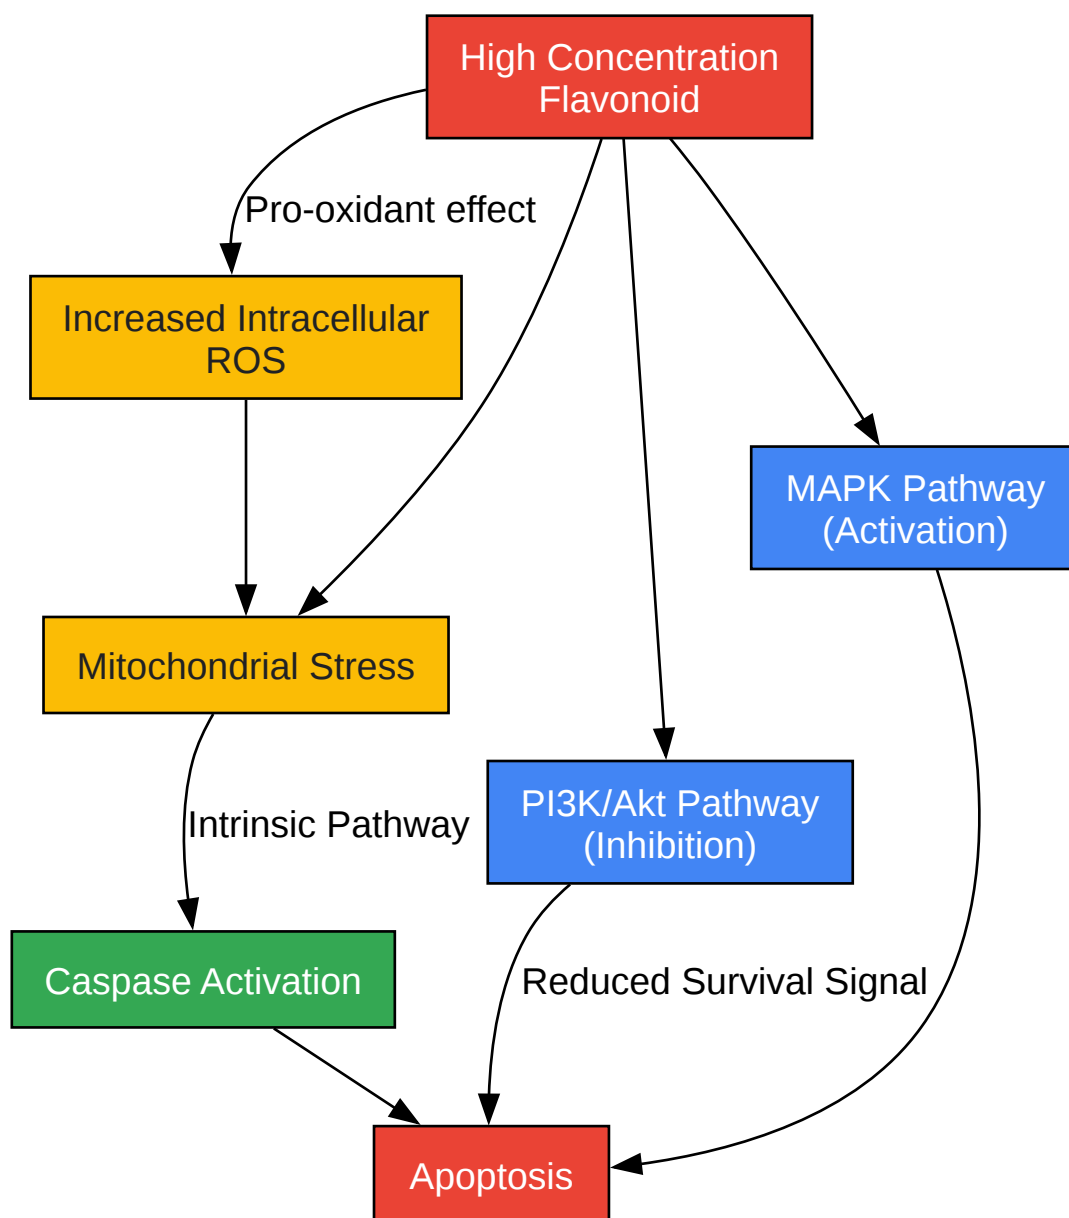 High Concentration
Flavonoid
Pro-oxidant effect
Increased Intracellular
ROS
MAPK Pathway
(Activation)
Mitochondrial Stress
PI3K/Akt Pathway
(Inhibition)
Intrinsic Pathway
Caspase Activation
Reduced Survival Signal
Apoptosis